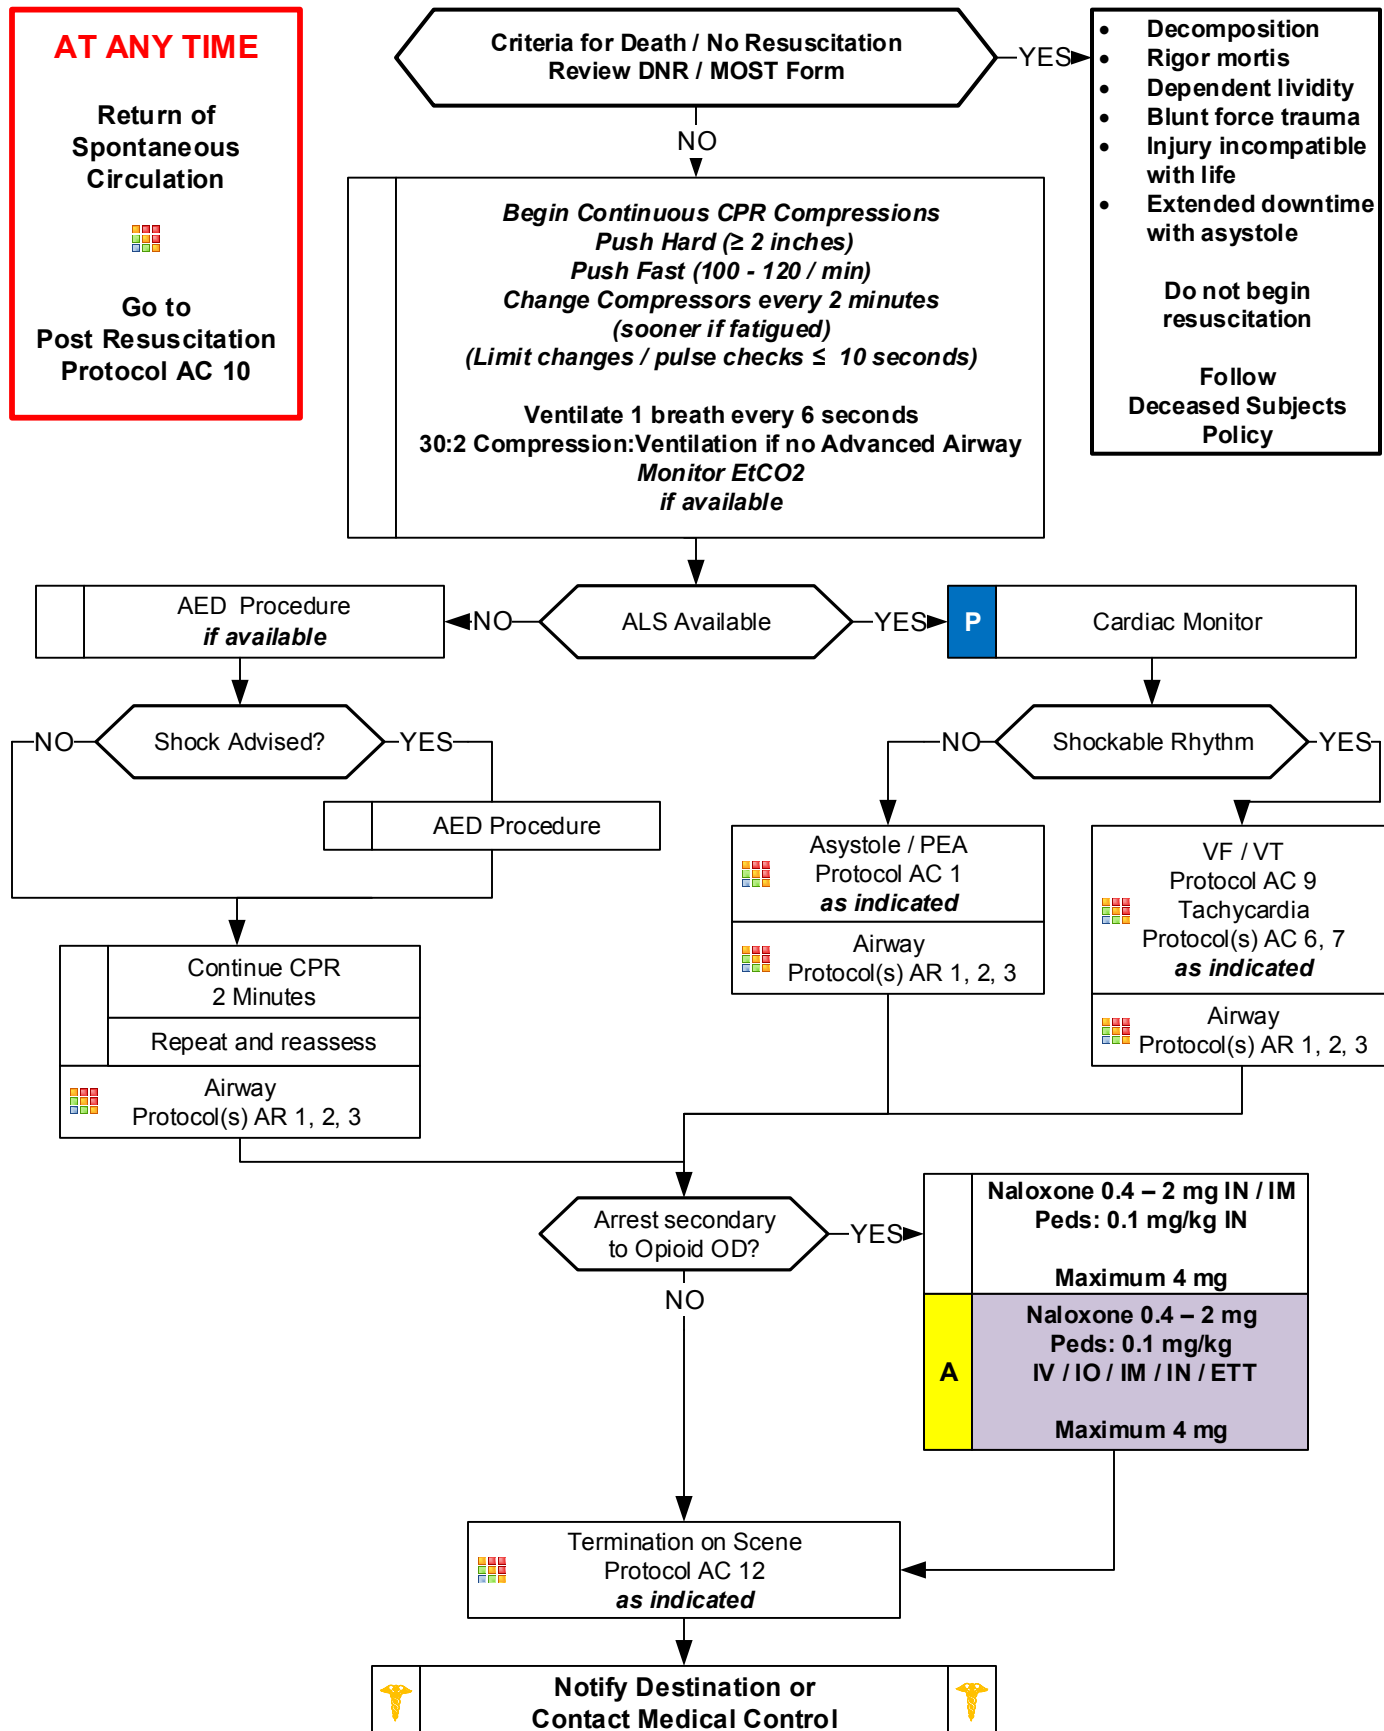 AT ANY TIME
Return of
Spontaneous
Circulation
Go to
Post Resuscitation
Protocol AC 10
Criteria for Death / No Resuscitation
Review DNR / MOST Form
YES
• Decomposition
• Rigor mortis
• Dependent lividity
• Blunt force trauma
• Injury incompatible
with life
• Extended downtime
with asystole
Do not begin
resuscitation
Follow
Deceased Subjects
Policy
NO
Begin Continuous CPR Compressions
Push Hard (≥ 2 inches)
Push Fast (100 - 120 / min)
Change Compressors every 2 minutes
(sooner if fatigued)
(Limit changes / pulse checks ≤ 10 seconds)
Ventilate 1 breath every 6 seconds
30:2 Compression:Ventilation if no Advanced Airway
Monitor EtCO2
if available
AED Procedure
if available
NO
ALS Available
YES
P
Cardiac Monitor
NO
Shock Advised?
YES
NO
Shockable Rhythm
YES
AED Procedure
Asystole / PEA
Protocol AC 1
as indicated
Airway
Protocol(s) AR 1, 2, 3
VF / VT
Protocol AC 9
Tachycardia
Protocol(s) AC 6, 7
as indicated
Airway
Protocol(s) AR 1, 2, 3
Continue CPR
2 Minutes
Repeat and reassess
Airway
Protocol(s) AR 1, 2, 3
Arrest secondary
to Opioid OD?
YES
Naloxone 0.4 – 2 mg IN / IM
Peds: 0.1 mg/kg IN
Maximum 4 mg
A
Naloxone 0.4 – 2 mg
Peds: 0.1 mg/kg
IV / IO / IM / IN / ETT
Maximum 4 mg
NO
Termination on Scene
Protocol AC 12
as indicated
Notify Destination or
Contact Medical Control